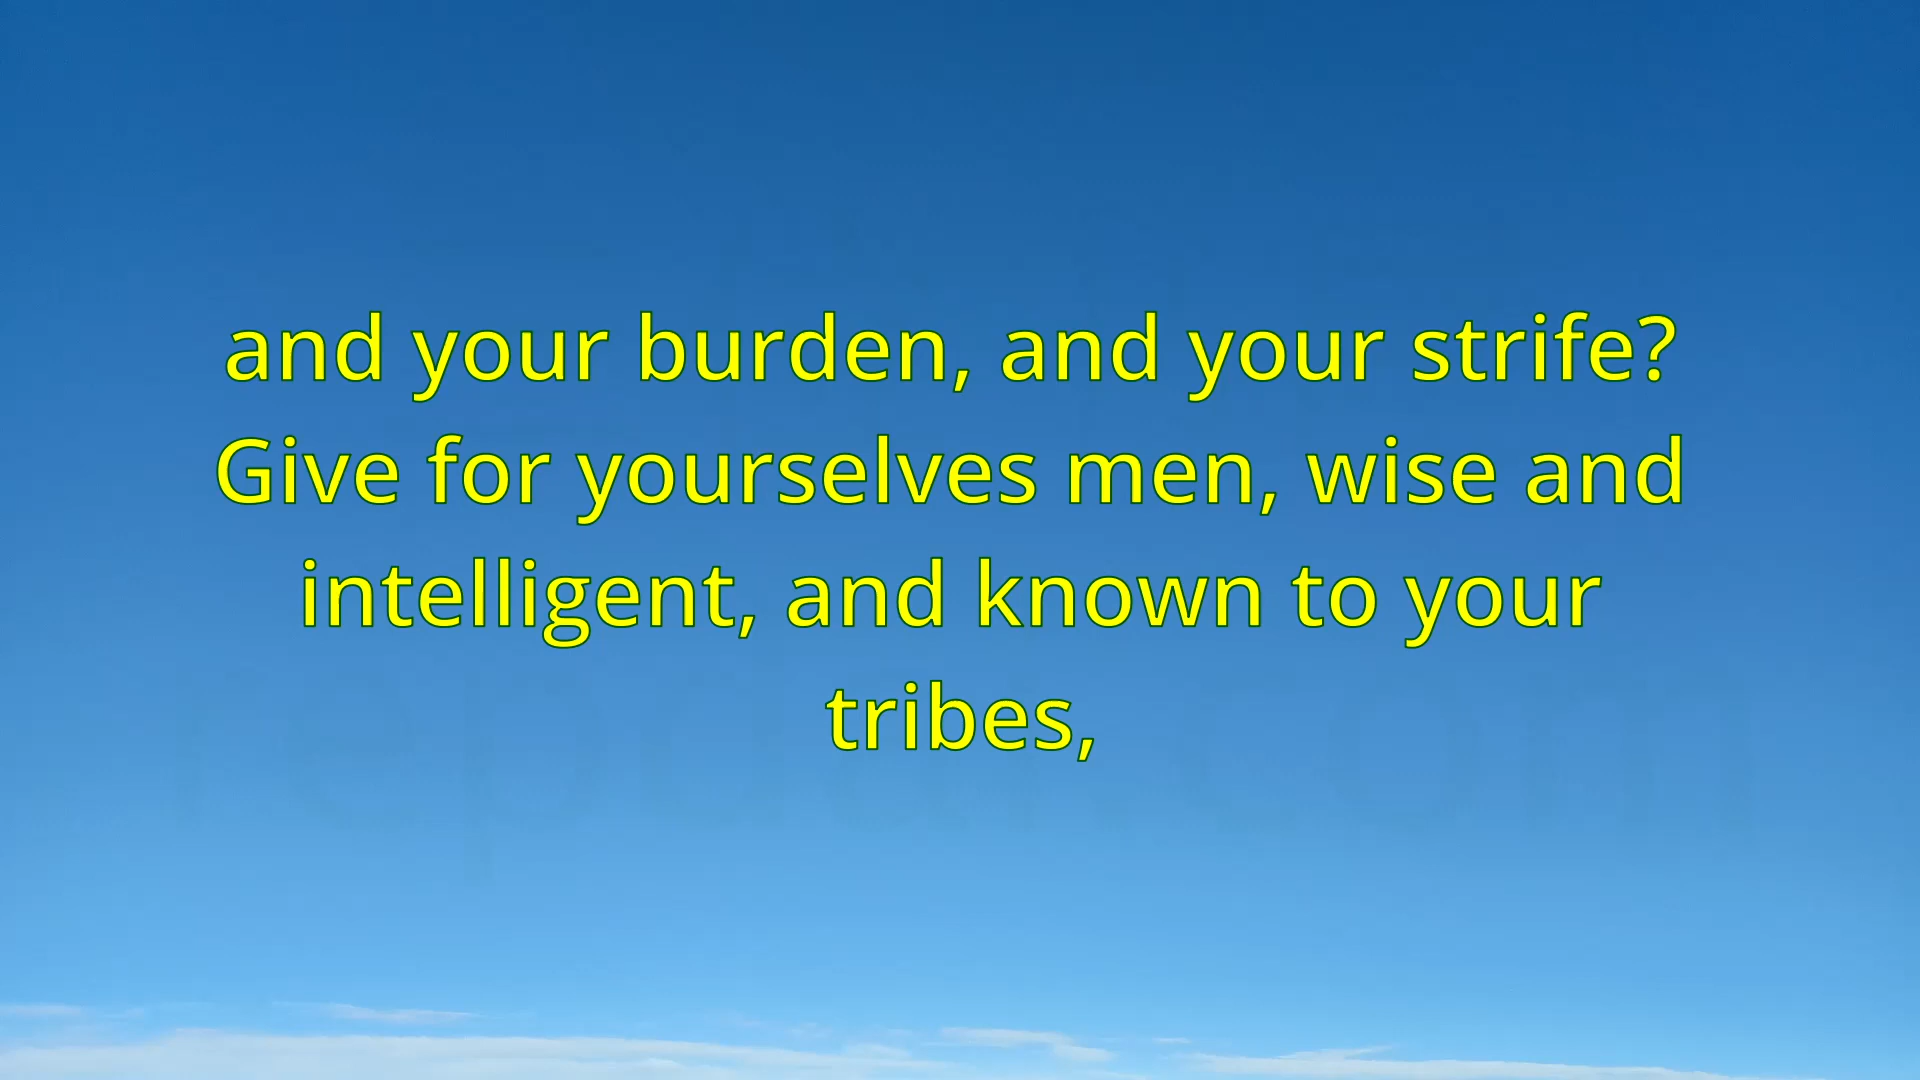 and your burden, and your strife?
Give for yourselves men, wise and
intelligent, and known to your
tribes,